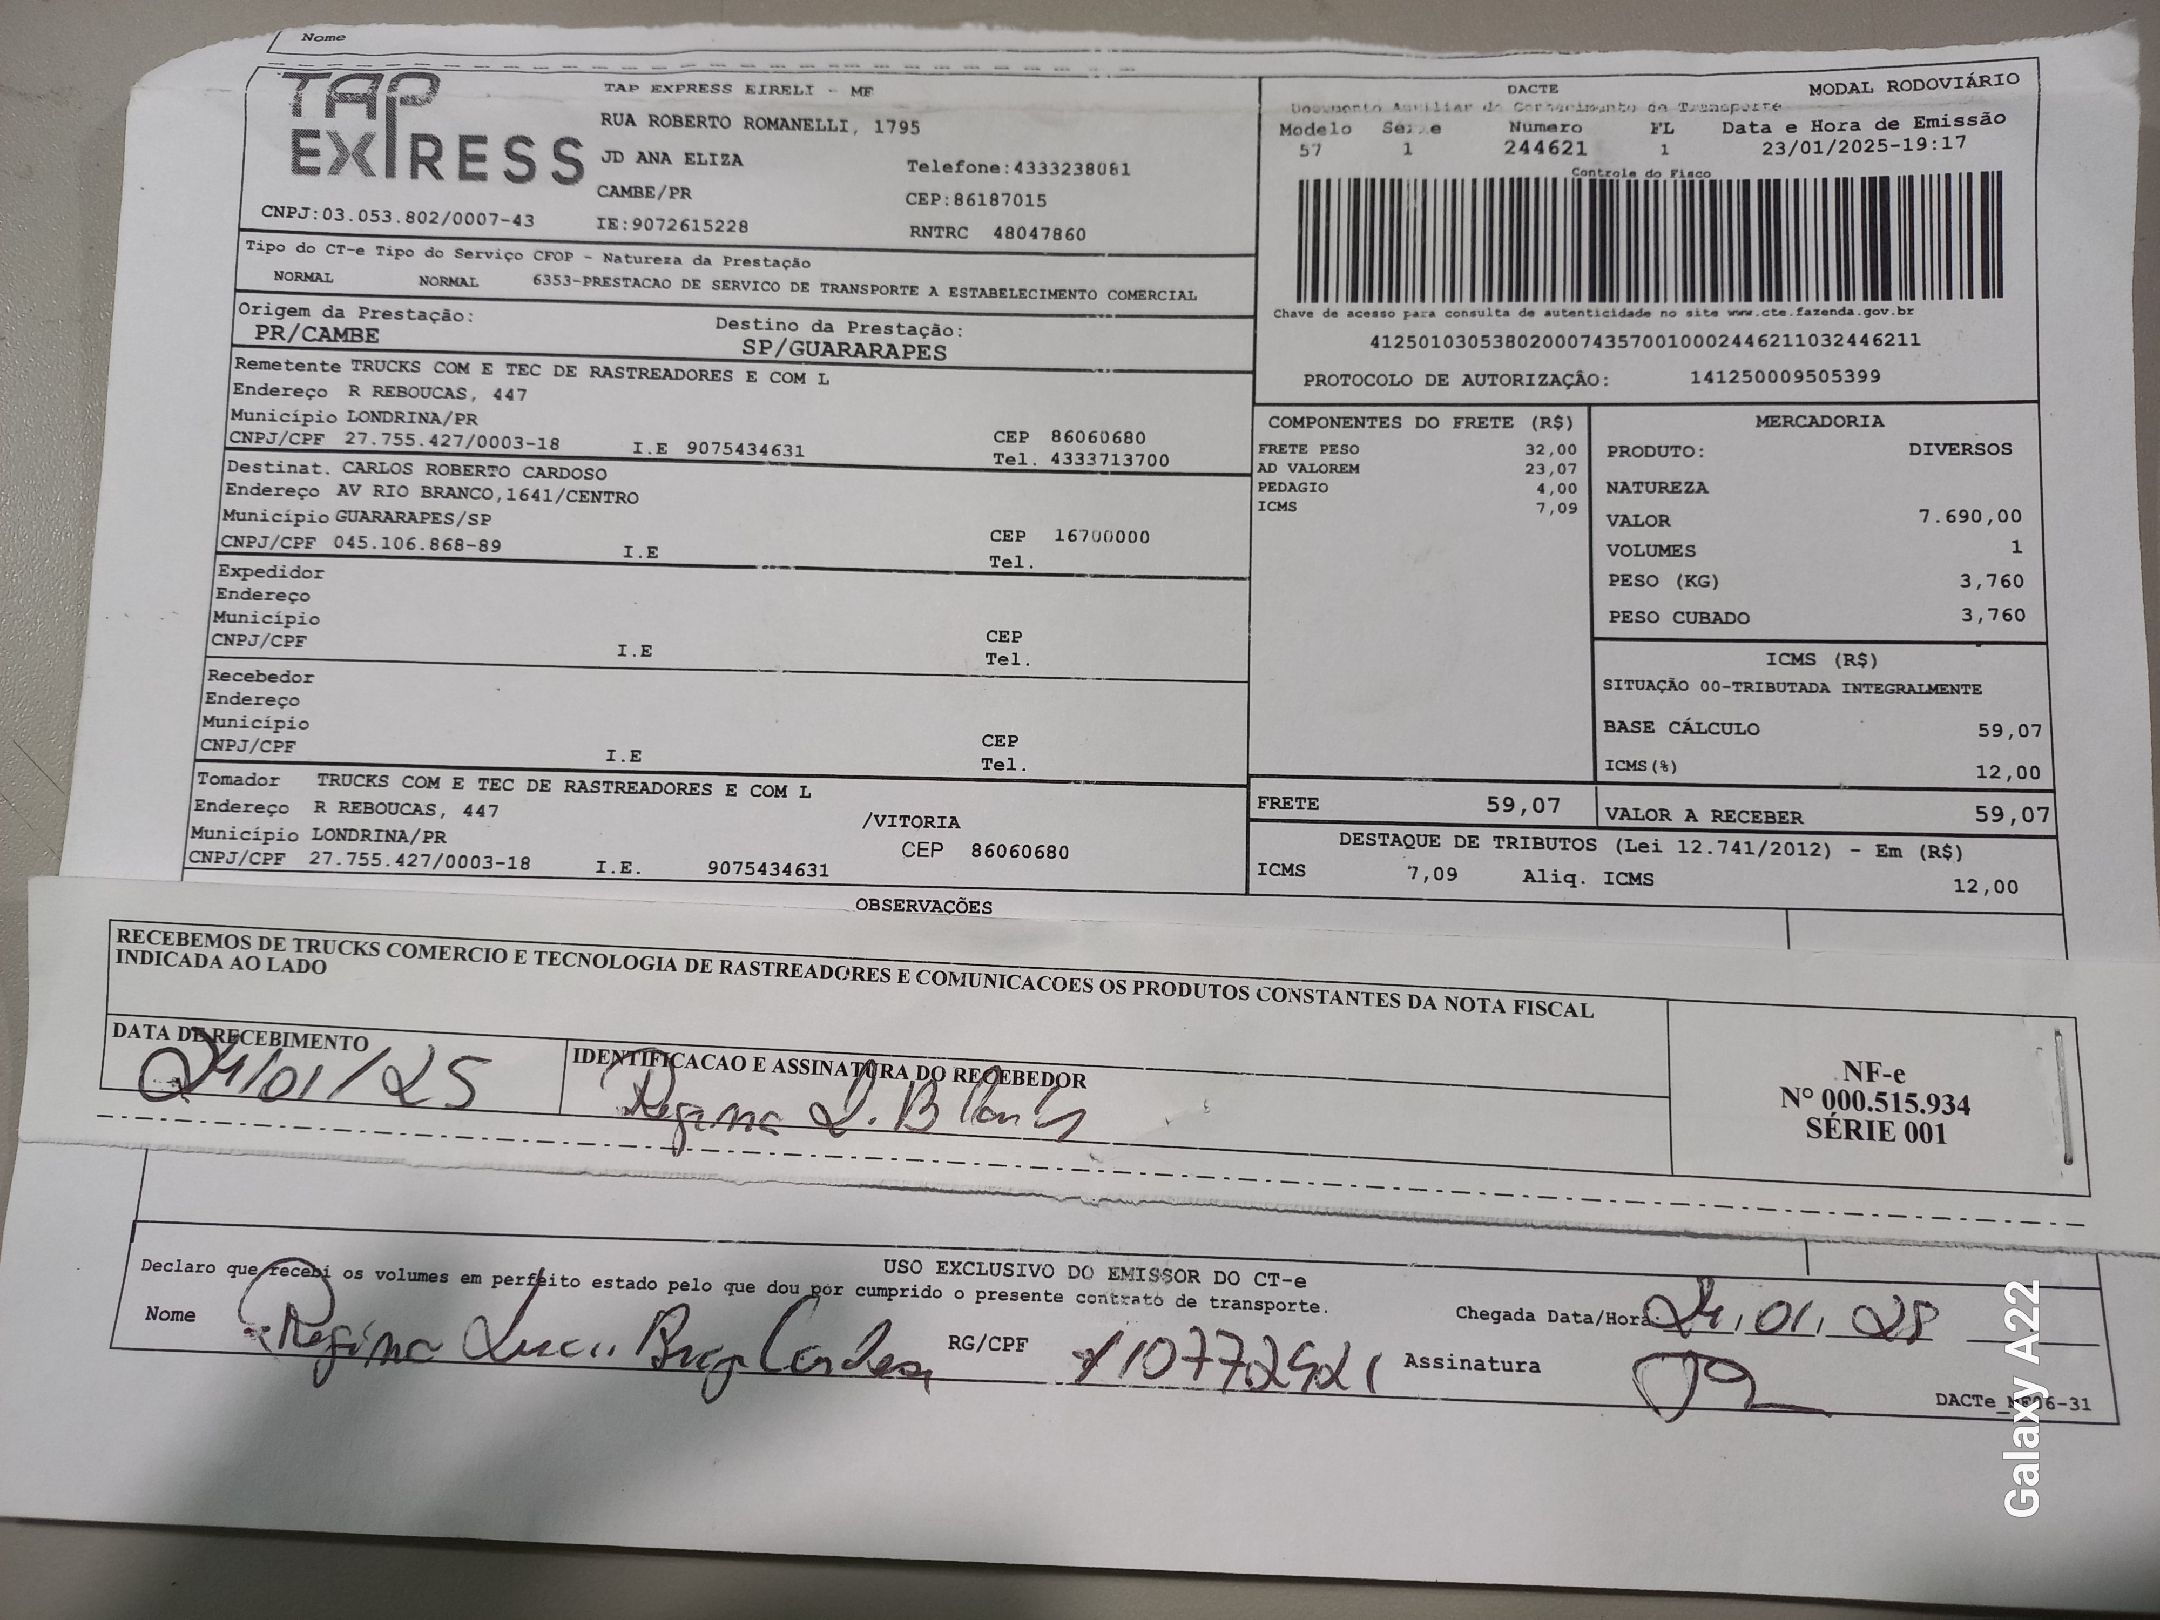 Nome
TAP EXPRESS
TAP EXPRESS EIRELI - MF
RUA ROBERTO ROMANELLI, 1795
JD ANA ELIZA
Telefone:4333238081
CAMBE/PR
CEP:86187015
CNPJ:03.053.802/0007-43
IE:9072615228
RNTRC 48047860
DACTE
MODAL RODOVIÁRIO
Documento Auxiliar do Conhecimento de Transporte
Modelo Serie Numero FL Data e Hora de Emissão
57 1 244621 1 23/01/2025-19:17
Controle do Fisco
Chave de acesso para consulta de autenticidade no site www.cte.fazenda.gov.br
41250103053802000743570010002446211032446211
PROTOCOLO DE AUTORIZAÇÂO: 141250009505399
Tipo do CT-e Tipo do Serviço CFOP - Natureza da Prestação
NORMAL NORMAL 6353-PRESTACAO DE SERVICO DE TRANSPORTE A ESTABELECIMENTO COMERCIAL
Origem da Prestação: Destino da Prestação:
PR/CAMBE SP/GUARARAPES
Remetente TRUCKS COM E TEC DE RASTREADORES E COM L
Endereço R REBOUCAS, 447
Município LONDRINA/PR
CEP 86060680
CNPJ/CPF 27.755.427/0003-18 I.E 9075434631 Tel. 4333713700
Destinat. CARLOS ROBERTO CARDOSO
Endereço AV RIO BRANCO,1641/CENTRO
Município GUARARAPES/SP
CEP 16700000
CNPJ/CPF 045.106.868-89 I.E Tel.
Expedidor
Endereço
Município
CEP
CNPJ/CPF I.E Tel.
Recebedor
Endereço
Município
CEP
CNPJ/CPF I.E Tel.
Tomador TRUCKS COM E TEC DE RASTREADORES E COM L
Endereço R REBOUCAS, 447 /VITORIA
Município LONDRINA/PR CEP 86060680
CNPJ/CPF 27.755.427/0003-18 I.E. 9075434631
COMPONENTES DO FRETE (R$)
FRETE PESO 32,00
AD VALOREM 23,07
PEDAGIO 4,00
ICMS 7,09
MERCADORIA
PRODUTO: DIVERSOS
NATUREZA
VALOR 7.690,00
VOLUMES 1
PESO (KG) 3,760
PESO CUBADO 3,760
ICMS (R$)
SITUAÇÃO 00-TRIBUTADA INTEGRALMENTE
BASE CÁLCULO 59,07
ICMS(%) 12,00
FRETE 59,07 VALOR A RECEBER 59,07
DESTAQUE DE TRIBUTOS (Lei 12.741/2012) - Em (R$)
ICMS 7,09 Aliq. ICMS 12,00
OBSERVAÇÕES
RECEBEMOS DE TRUCKS COMERCIO E TECNOLOGIA DE RASTREADORES E COMUNICACOES OS PRODUTOS CONSTANTES DA NOTA FISCAL
INDICADA AO LADO
DATA DE RECEBIMENTO
24/01/25
IDENTIFICACAO E ASSINATURA DO RECEBEDOR
Regina L. B
NF-e
N° 000.515.934
SÉRIE 001
USO EXCLUSIVO DO EMISSOR DO CT-e
Declaro que recebi os volumes em perfeito estado pelo que dou por cumprido o presente contrato de transporte.
Nome Regina
RG/CPF
Chegada Data/Hora 24,01,
Assinatura
Galaxy A22